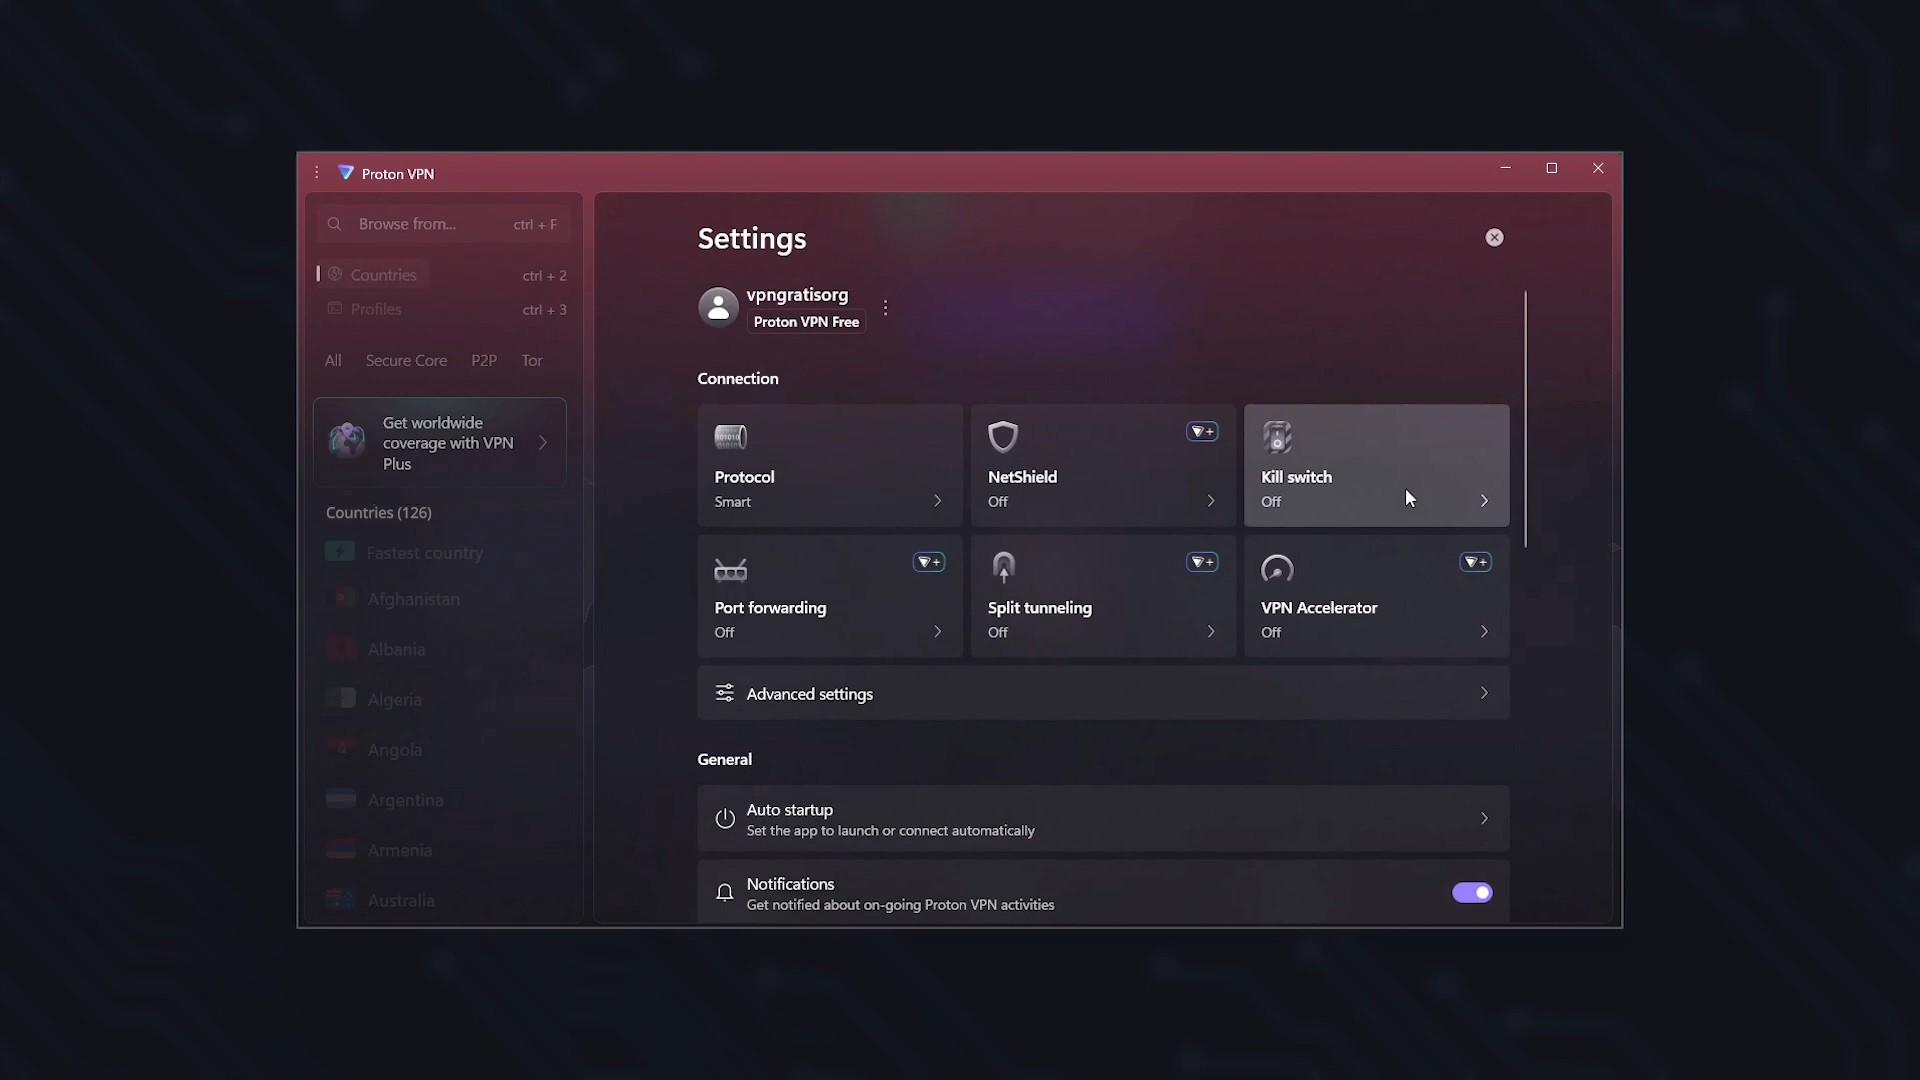 Proton VPN
Browse from...
ctrl + F
Countries
ctrl + 2
Profiles
ctrl + 3
All
Secure Core
P2P
Tor
Get worldwide
coverage with VPN
Plus
Countries (126)
Fastest country
Afghanistan
Albania
Algeria
Angola
Argentina
Armenia
Australia
Settings
vpngratisorg
Proton VPN Free
Connection
Protocol
Smart
NetShield
Off
Kill switch
Off
Port forwarding
Off
Split tunneling
Off
VPN Accelerator
Off
Advanced settings
General
Auto startup
Set the app to launch or connect automatically
Notifications
Get notified about on-going Proton VPN activities